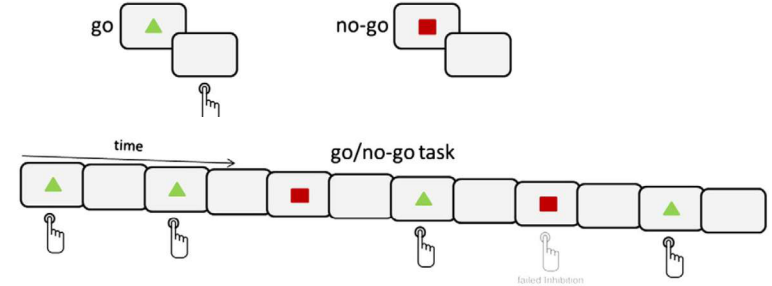 go
no-go
time
go/no-go task
failed Inhibition